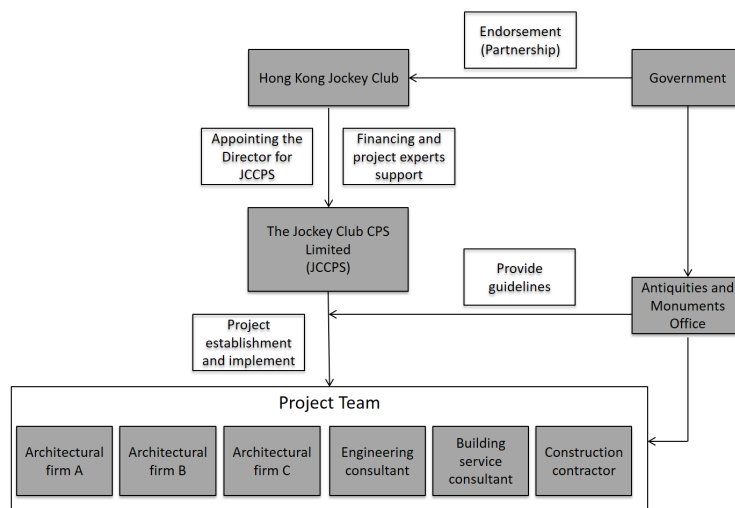 Endorsement
(Partnership)
Hong Kong Jockey Club
Government
Appointing the
Director for
JCCPS
Financing and
project experts
support
The Jockey Club CPS
Limited
(JCCPS)
Provide
guidelines
Antiquities and
Monuments
Office
Project
establishment
and implement
Project Team
Architectural
firm A
Architectural
firm B
Architectural
firm C
Engineering
consultant
Building
service
consultant
Construction
contractor